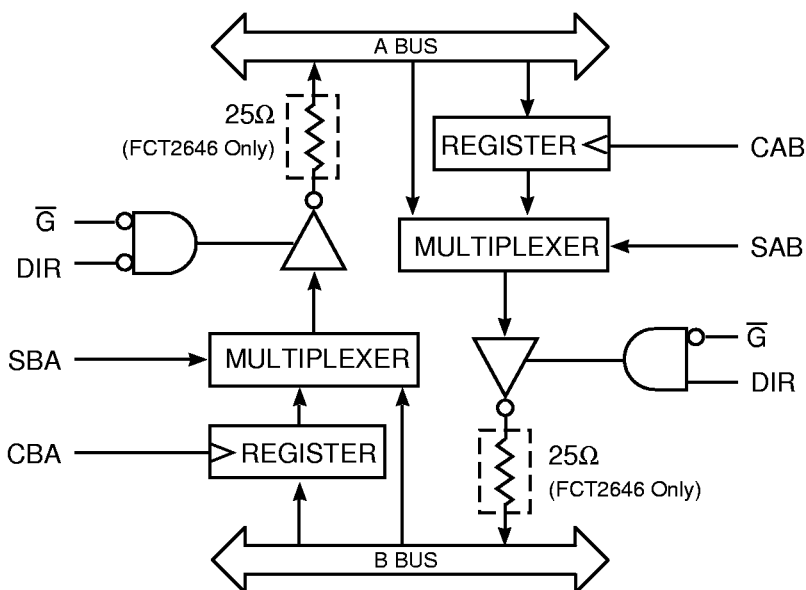 A BUS
25Ω
(FCT2646 Only)
REGISTER
CAB
G̅
DIR
MULTIPLEXER
SAB
SBA
MULTIPLEXER
G̅
DIR
CBA
REGISTER
25Ω
(FCT2646 Only)
B BUS